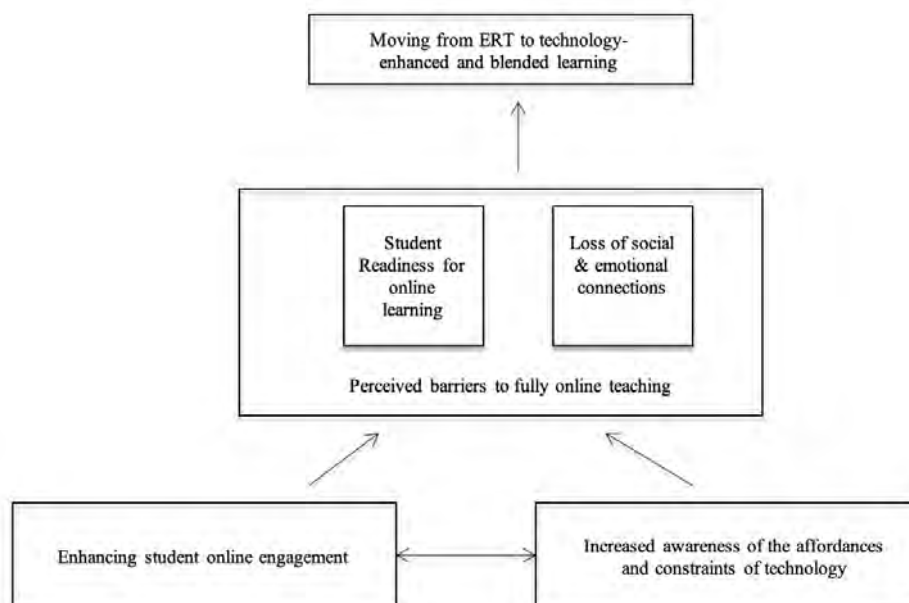 Moving from ERT to technology-
enhanced and blended learning
Student
Readiness for
online
learning
Loss of social
& emotional
connections
Perceived barriers to fully online teaching
Enhancing student online engagement
Increased awareness of the affordances
and constraints of technology